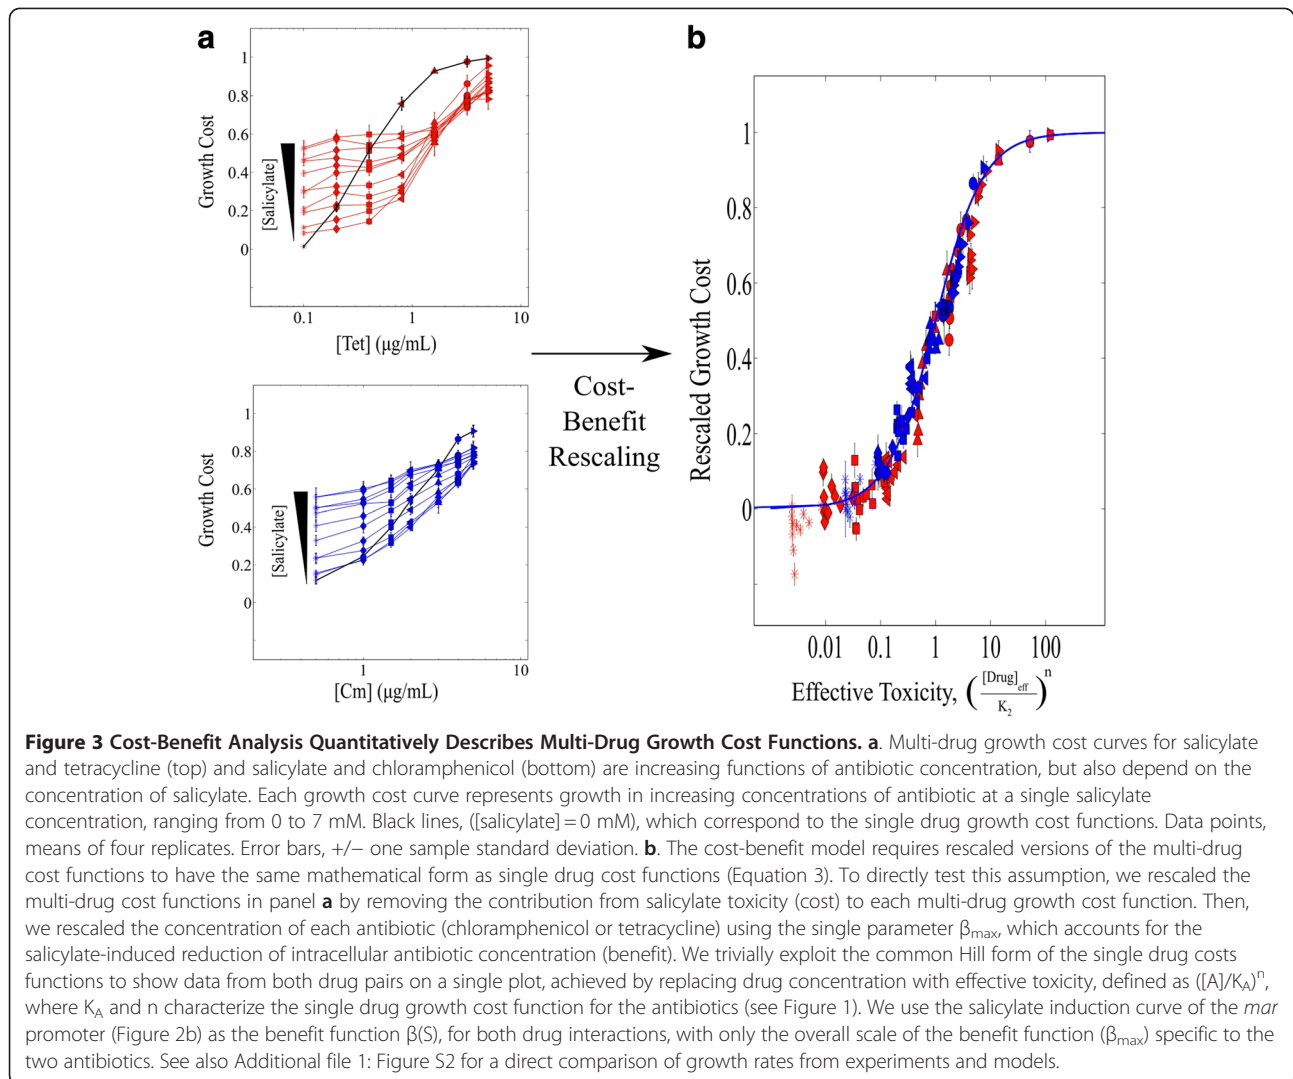 a
1
0.8
0.6
0.4
0.2
0
Growth Cost
[Salicylate]
0.1
1
10
[Tet] (μg/mL)
1
0.8
0.6
0.4
0.2
0
Growth Cost
[Salicylate]
1
10
[Cm] (μg/mL)
Cost-
Benefit
Rescaling
b
1
0.8
0.6
0.4
0.2
0
Rescaled Growth Cost
0.01 0.1 1 10 100
Effective Toxicity, ([Drug]eff / K2)^n
Figure 3 Cost-Benefit Analysis Quantitatively Describes Multi-Drug Growth Cost Functions. a. Multi-drug growth cost curves for salicylate
and tetracycline (top) and salicylate and chloramphenicol (bottom) are increasing functions of antibiotic concentration, but also depend on the
concentration of salicylate. Each growth cost curve represents growth in increasing concentrations of antibiotic at a single salicylate
concentration, ranging from 0 to 7 mM. Black lines, ([salicylate] = 0 mM), which correspond to the single drug growth cost functions. Data points,
means of four replicates. Error bars, +/− one sample standard deviation. b. The cost-benefit model requires rescaled versions of the multi-drug
cost functions to have the same mathematical form as single drug cost functions (Equation 3). To directly test this assumption, we rescaled the
multi-drug cost functions in panel a by removing the contribution from salicylate toxicity (cost) to each multi-drug growth cost function. Then,
we rescaled the concentration of each antibiotic (chloramphenicol or tetracycline) using the single parameter βmax, which accounts for the
salicylate-induced reduction of intracellular antibiotic concentration (benefit). We trivially exploit the common Hill form of the single drug costs
functions to show data from both drug pairs on a single plot, achieved by replacing drug concentration with effective toxicity, defined as ([A]/KA)^n,
where KA and n characterize the single drug growth cost function for the antibiotics (see Figure 1). We use the salicylate induction curve of the mar
promoter (Figure 2b) as the benefit function β(S), for both drug interactions, with only the overall scale of the benefit function (βmax) specific to the
two antibiotics. See also Additional file 1: Figure S2 for a direct comparison of growth rates from experiments and models.